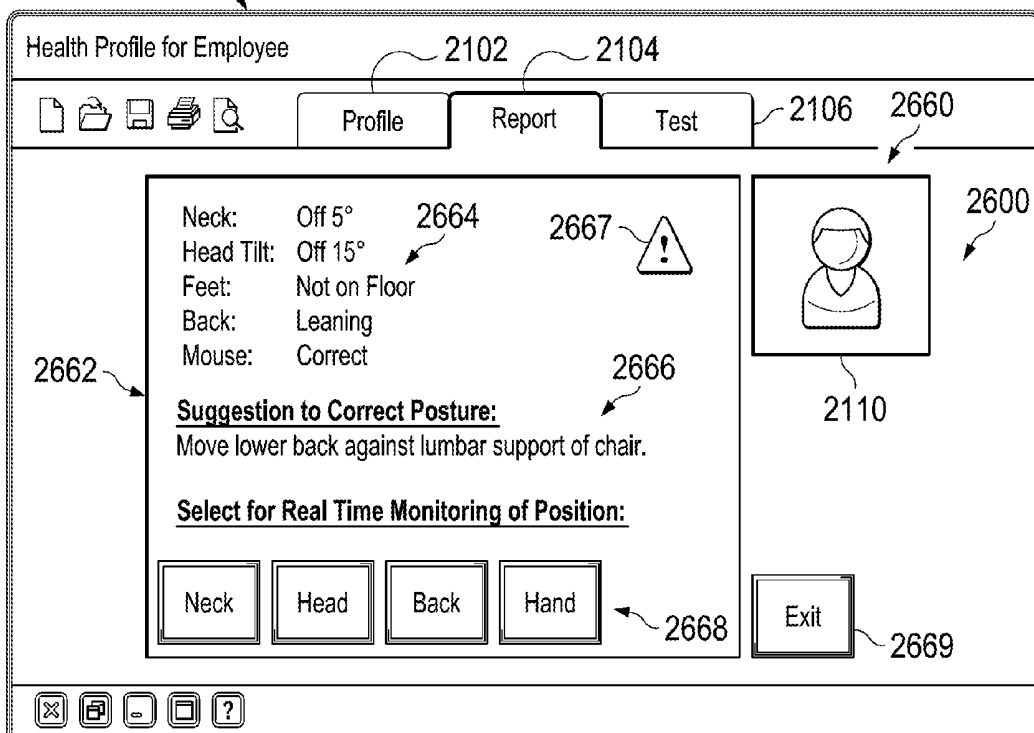 Health Profile for Employee
2102
2104
Profile
Report
Test
2106
2660
2600
Neck: Off 5°
2664
2667
!
Head Tilt: Off 15°
Feet: Not on Floor
Back: Leaning
Mouse: Correct
2662
2666
2110
Suggestion to Correct Posture:
Move lower back against lumbar support of chair.
Select for Real Time Monitoring of Position:
Neck
Head
Back
Hand
2668
Exit
2669
?